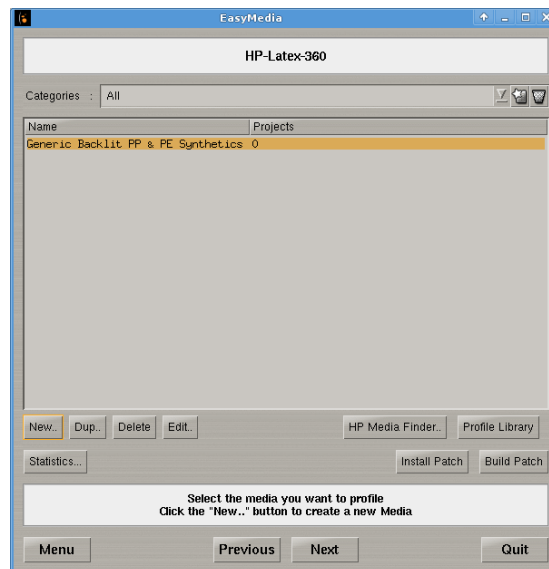 EasyMedia
HP-Latex-360
Categories : All
Name Projects
Generic Backlit PP & PE Synthetics 0
New.. Dup.. Delete Edit.. HP Media Finder.. Profile Library
Statistics... Install Patch Build Patch
Select the media you want to profile
Click the "New.." button to create a new Media
Menu Previous Next Quit